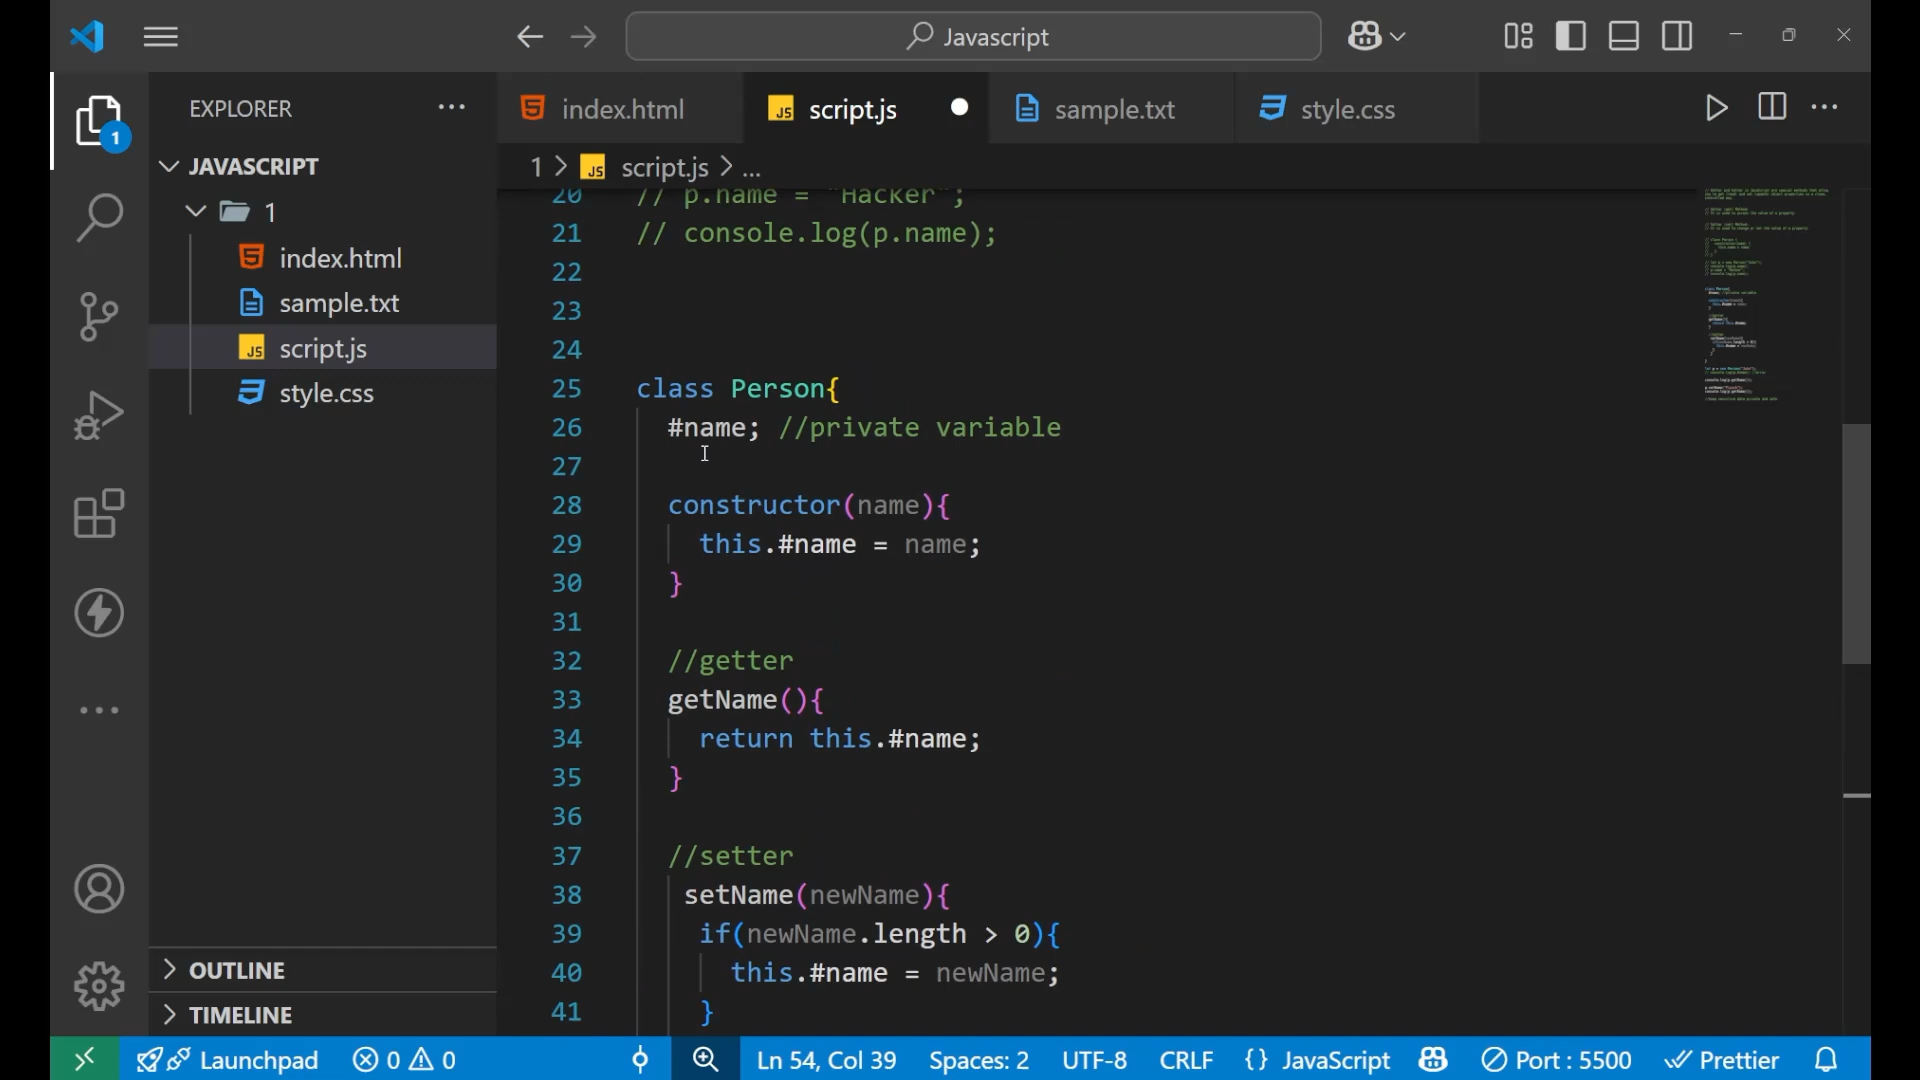 Javascript
EXPLORER
index.html
script.js
sample.txt
style.css
1 > script.js > ...
1
JAVASCRIPT
1
index.html
sample.txt
script.js
style.css
OUTLINE
TIMELINE
20 // p.name = "Hacker";
21 // console.log(p.name);
22
23
24
25 class Person{
26 #name; //private variable
27
28 constructor(name){
29 this.#name = name;
30 }
31
32 //getter
33 getName(){
34 return this.#name;
35 }
36
37 //setter
38 setName(newName){
39 if(newName.length > 0){
40 this.#name = newName;
41 }
Launchpad 0 0 Ln 54, Col 39 Spaces: 2 UTF-8 CRLF {} JavaScript Port : 5500 Prettier